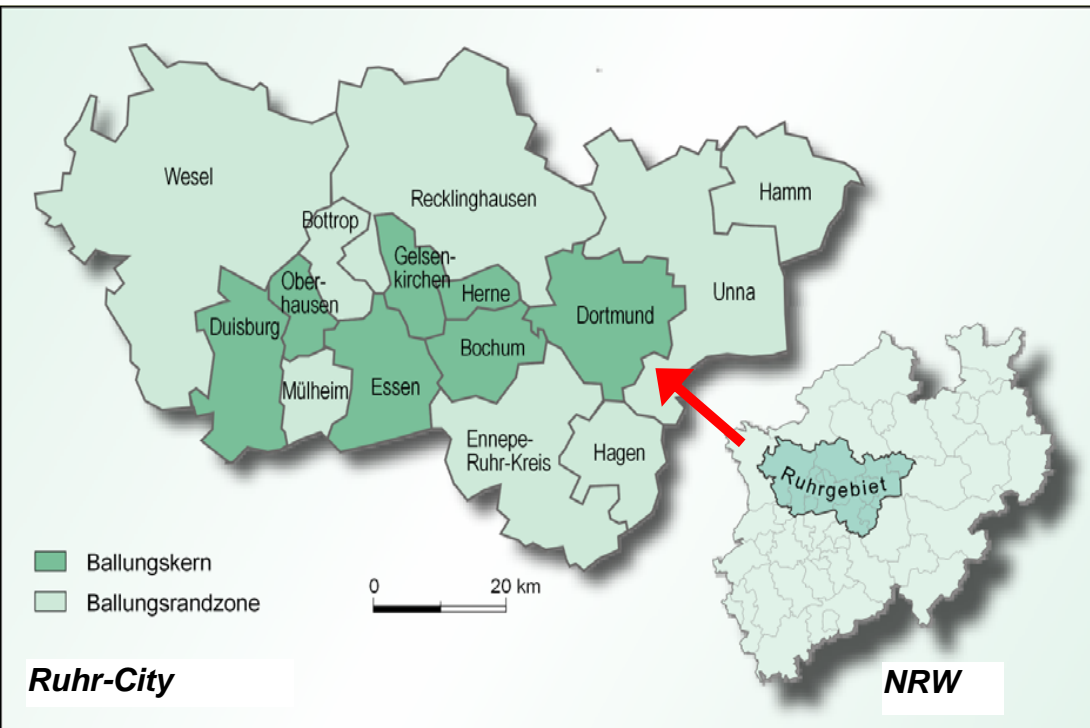 Wesel
Recklinghausen
Hamm
Bottrop
Gelsen-
kirchen
Ober-
hausen
Herne
Unna
Duisburg
Dortmund
Bochum
Mülheim
Essen
Ennepe-
Ruhr-Kreis
Hagen
Ruhrgebiet
Ballungskern
Ballungsrandzone
0 20 km
Ruhr-City
NRW